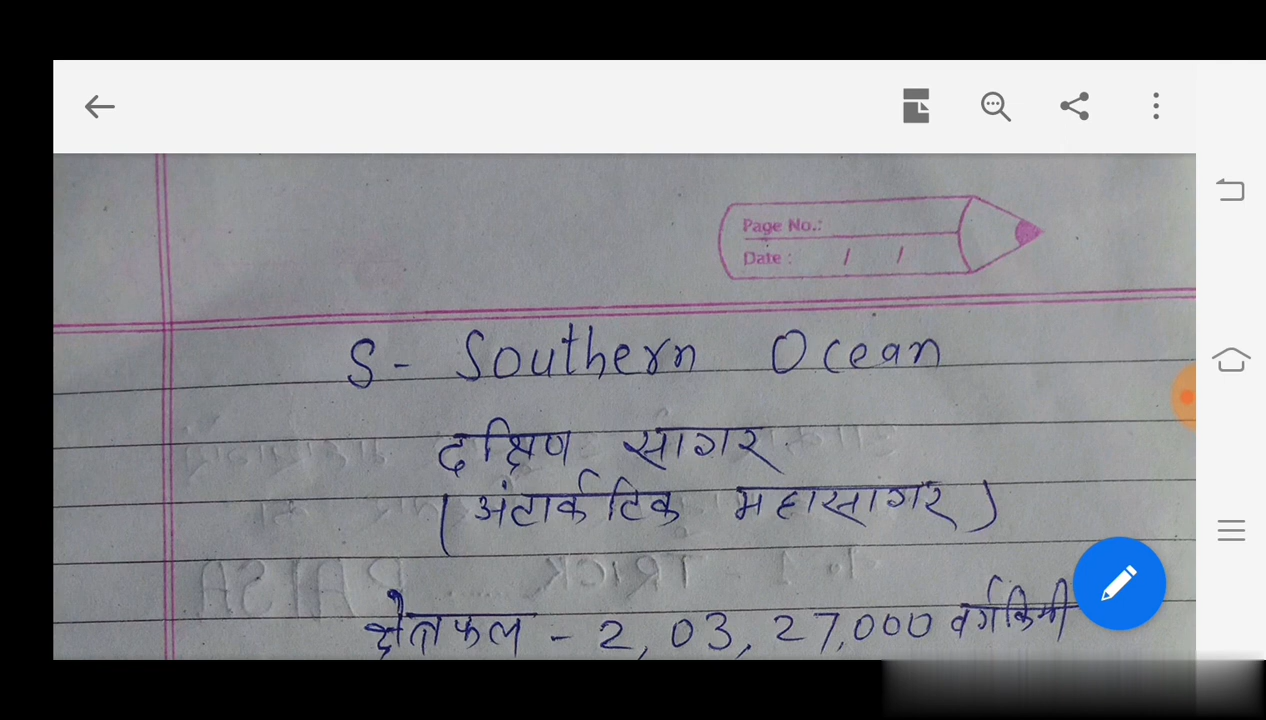 Page No.:
Date : / /
S- Southern Ocean
दक्षिण सागर
(अंटार्कटिक महासागर)
क्षेत्रफल - 2,03,27,000 वर्गकिमी